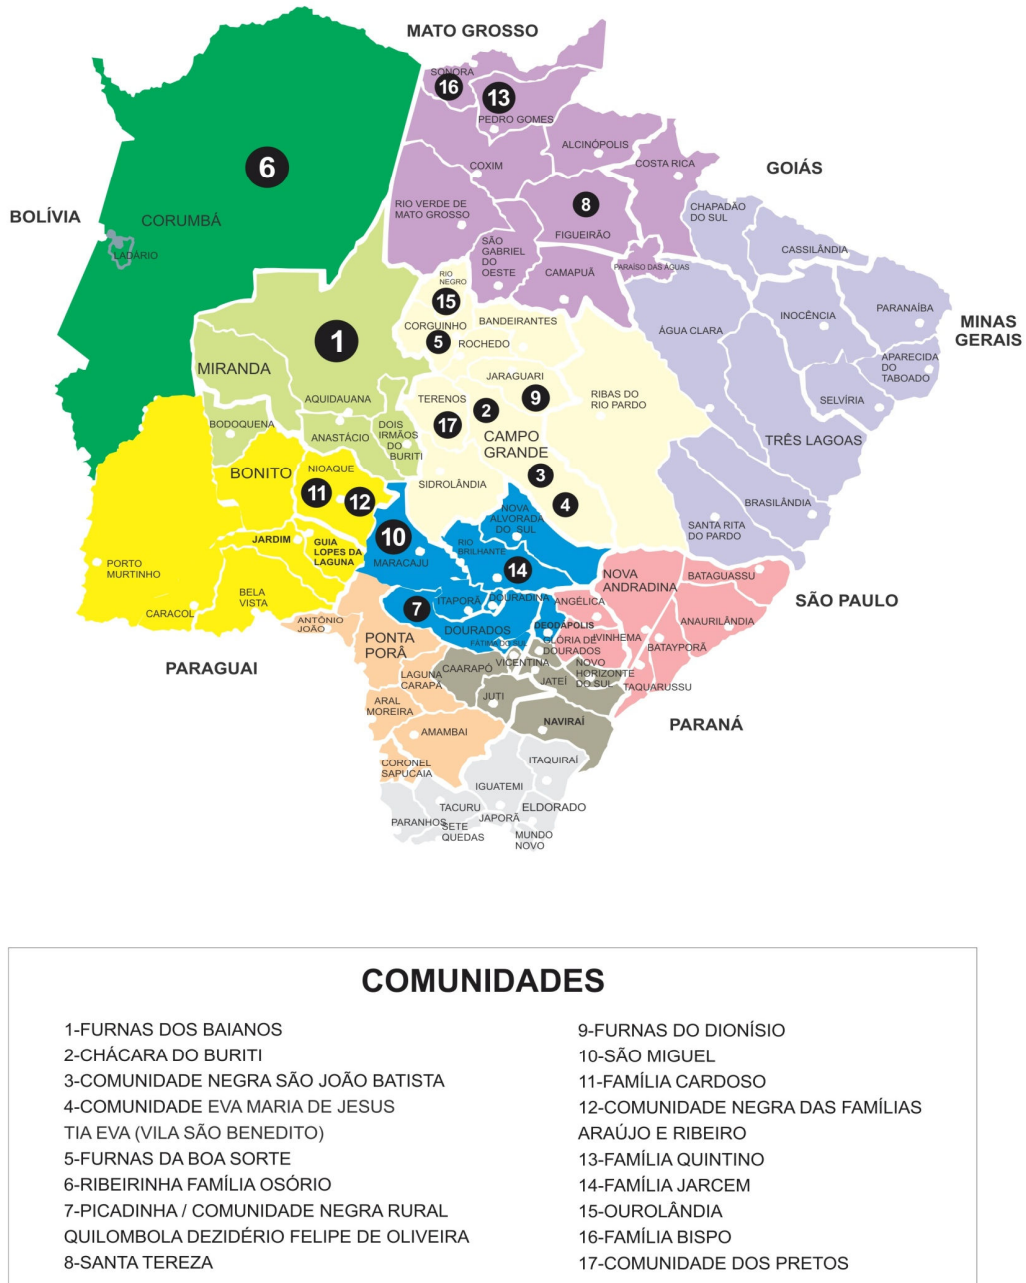 MATO GROSSO
SONORA
16
13
PEDRO GOMES
ALCINÓPOLIS
COSTA RICA
COXIM
GOIÁS
6
BOLÍVIA
CORUMBÁ
LADÁRIO
RIO VERDE DE
MATO GROSSO
8
FIGUEIRÃO
CHAPADÃO
DO SUL
SÃO
GABRIEL
DO
OESTE
CASSILÂNDIA
CAMAPUÃ
PARAÍSO DAS ÁGUAS
RIO
NEGRO
15
CORGUINHO
BANDEIRANTES
5
ROCHEDO
1
ÁGUA CLARA
INOCÊNCIA
PARANAÍBA
MINAS
GERAIS
APARECIDA
DO
TABOADO
MIRANDA
JARAGUARI
9
RIBAS DO
RIO PARDO
SELVÍRIA
AQUIDAUANA
TERENOS
2
17
BODOQUENA
ANASTÁCIO
DOIS
IRMÃOS
DO
BURITI
CAMPO
GRANDE
TRÊS LAGOAS
BONITO
NIOAQUE
11
12
SIDROLÂNDIA
3
4
BRASILÂNDIA
NOVA
ALVORADA
DO SUL
SANTA RITA
DO PARDO
10
MARACAJÚ
RIO
BRILHANTE
14
JARDIM
GUIA
LOPES DA
LAGUNA
PORTO
MURTINHO
CARACOL
BELA
VISTA
NOVA
ANDRADINA
BATAGUASSU
SÃO PAULO
7
ITAPORÃ
DOURADINA
ANGÉLICA
ANAURILÂNDIA
ANTÔNIO
JOÃO
PONTA
PORÂ
DOURADOS
FATIMA DO SUL
DEODÁPOLIS
GLÓRIA DE
DOURADOS
IVINHEMA
BATAYPORÃ
PARAGUAI
LAGUNA
CARAPÃ
CAARAPÓ
VICENTINA
JATEÍ
NOVO
HORIZONTE
DO SUL
TAQUARUSSU
ARAL
MOREIRA
JUTI
NAVIRAÍ
PARANÁ
AMAMBAI
CORONEL
SAPUCAIA
ITAQUIRAÍ
IGUATEMI
TACURU
JAPORÃ
ELDORADO
PARANHOS
SETE
QUEDAS
MUNDO
NOVO
COMUNIDADES
1-FURNAS DOS BAIANOS
2-CHÁCARA DO BURITI
3-COMUNIDADE NEGRA SÃO JOÃO BATISTA
4-COMUNIDADE EVA MARIA DE JESUS
TIA EVA (VILA SÃO BENEDITO)
5-FURNAS DA BOA SORTE
6-RIBEIRINHA FAMÍLIA OSÓRIO
7-PICADINHA / COMUNIDADE NEGRA RURAL
QUILOMBOLA DEZIDÉRIO FELIPE DE OLIVEIRA
8-SANTA TEREZA
9-FURNAS DO DIONÍSIO
10-SÃO MIGUEL
11-FAMÍLIA CARDOSO
12-COMUNIDADE NEGRA DAS FAMÍLIAS
ARAÚJO E RIBEIRO
13-FAMÍLIA QUINTINO
14-FAMÍLIA JARCEM
15-OUROLÂNDIA
16-FAMÍLIA BISPO
17-COMUNIDADE DOS PRETOS